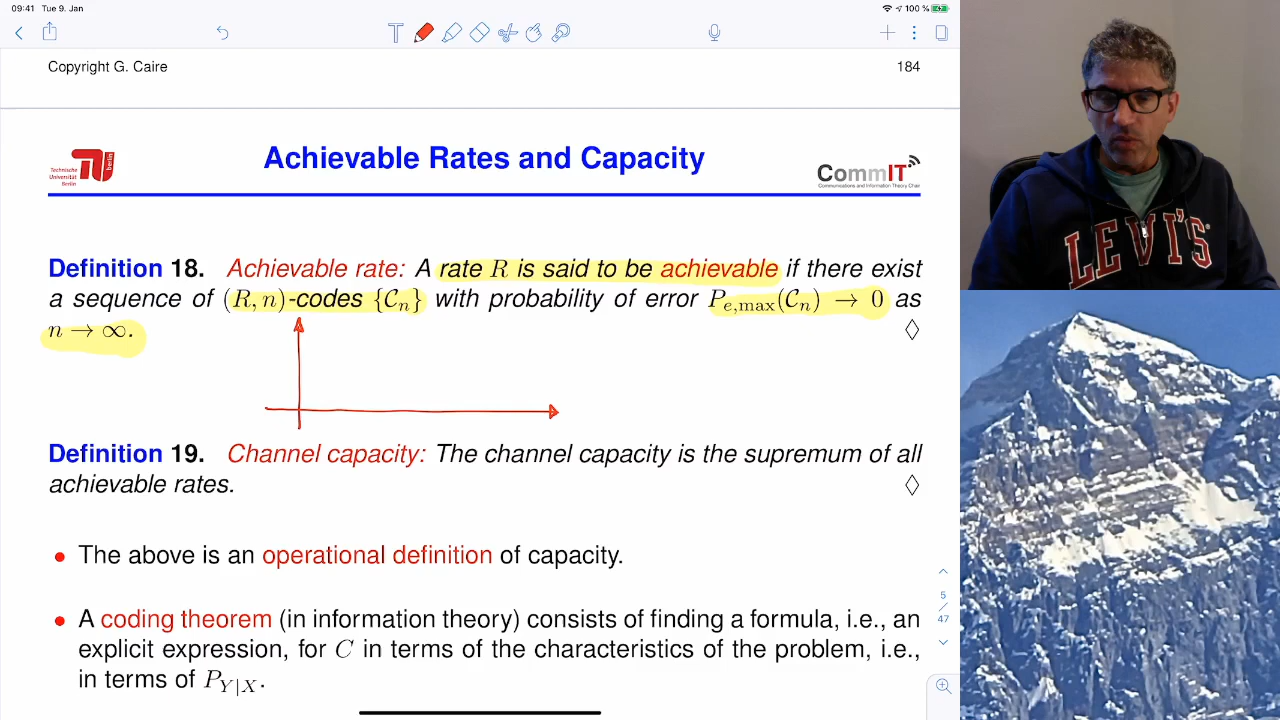 09:41 Tue 9. Jan.
100 %
T
Copyright G. Caire
184
Technische
Universität
Berlin
berlin
Achievable Rates and Capacity
CommIT
Communications and Information Theory Chair
Definition 18. Achievable rate: A rate R is said to be achievable if there exist
a sequence of (R, n)-codes {𝒞ₙ} with probability of error P_{e,max}(𝒞ₙ) → 0 as
n → ∞. ◊
Definition 19. Channel capacity: The channel capacity is the supremum of all
achievable rates. ◊
• The above is an operational definition of capacity.
• A coding theorem (in information theory) consists of finding a formula, i.e., an
explicit expression, for C in terms of the characteristics of the problem, i.e.,
in terms of P_{Y|X}.
5
/
47
LEVI'S